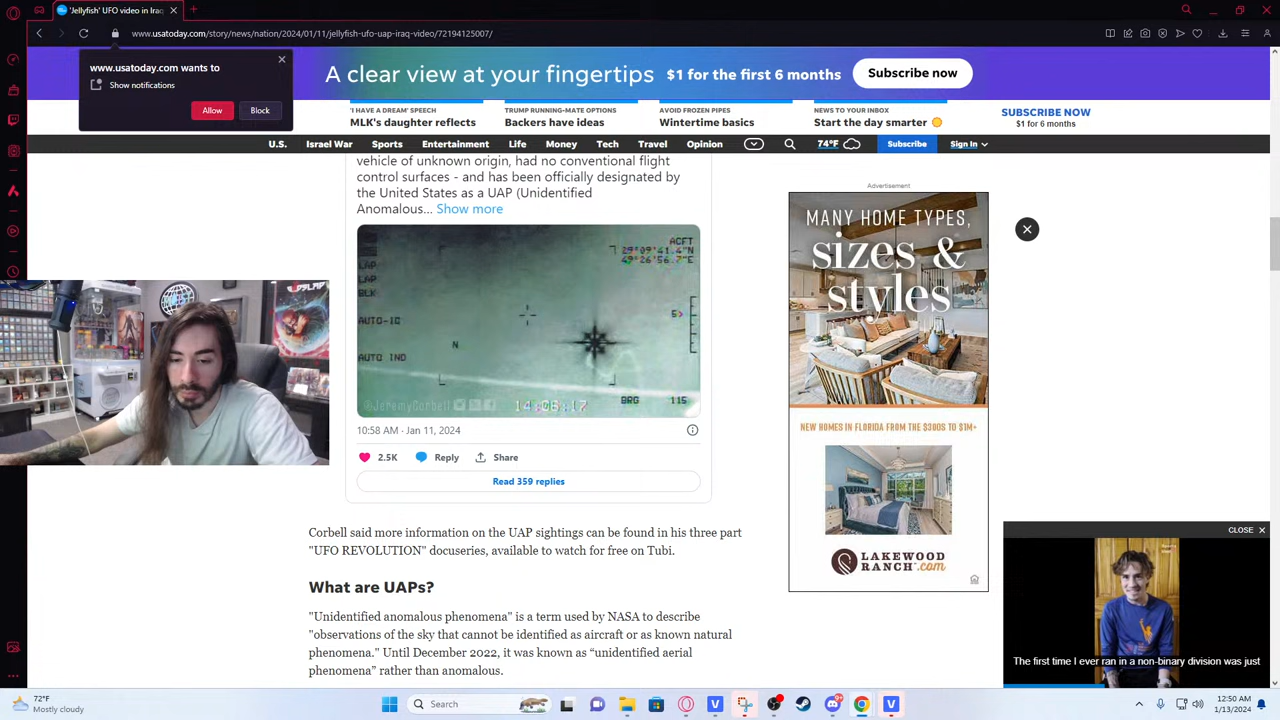 'Jellyfish' UFO video in Iraq
www.usatoday.com/story/news/nation/2024/01/11/jellyfish-ufo-uap-iraq-video/72194125007/
www.usatoday.com wants to
Show notifications
Allow
Block
A clear view at your fingertips
$1 for the first 6 months
Subscribe now
'I HAVE A DREAM' SPEECH
MLK's daughter reflects
TRUMP RUNNING-MATE OPTIONS
Backers have ideas
AVOID FROZEN PIPES
Wintertime basics
NEWS TO YOUR INBOX
Start the day smarter
SUBSCRIBE NOW
$1 for 6 months
U.S.
Israel War
Sports
Entertainment
Life
Money
Tech
Travel
Opinion
74°F
Subscribe
Sign In
vehicle of unknown origin, had no conventional flight
control surfaces - and has been officially designated by
the United States as a UAP (Unidentified
Anomalous... Show more
ACFT
LAP
LAP
BLK
AUTO-IQ
N
AUTO IND
BRG 115
@JeremyCorbell
14:06:17
10:58 AM · Jan 11, 2024
2.5K
Reply
Share
Read 359 replies
Corbell said more information on the UAP sightings can be found in his three part
"UFO REVOLUTION" docuseries, available to watch for free on Tubi.
What are UAPs?
"Unidentified anomalous phenomena" is a term used by NASA to describe
"observations of the sky that cannot be identified as aircraft or as known natural
phenomena." Until December 2022, it was known as “unidentified aerial
phenomena” rather than anomalous.
Advertisement
MANY HOME TYPES,
sizes &
styles
NEW HOMES IN FLORIDA FROM THE $300S TO $1M+
LAKEWOOD
RANCH.com
CLOSE
The first time I ever ran in a non-binary division was just
72°F
Mostly cloudy
Search
12:50 AM
1/13/2024